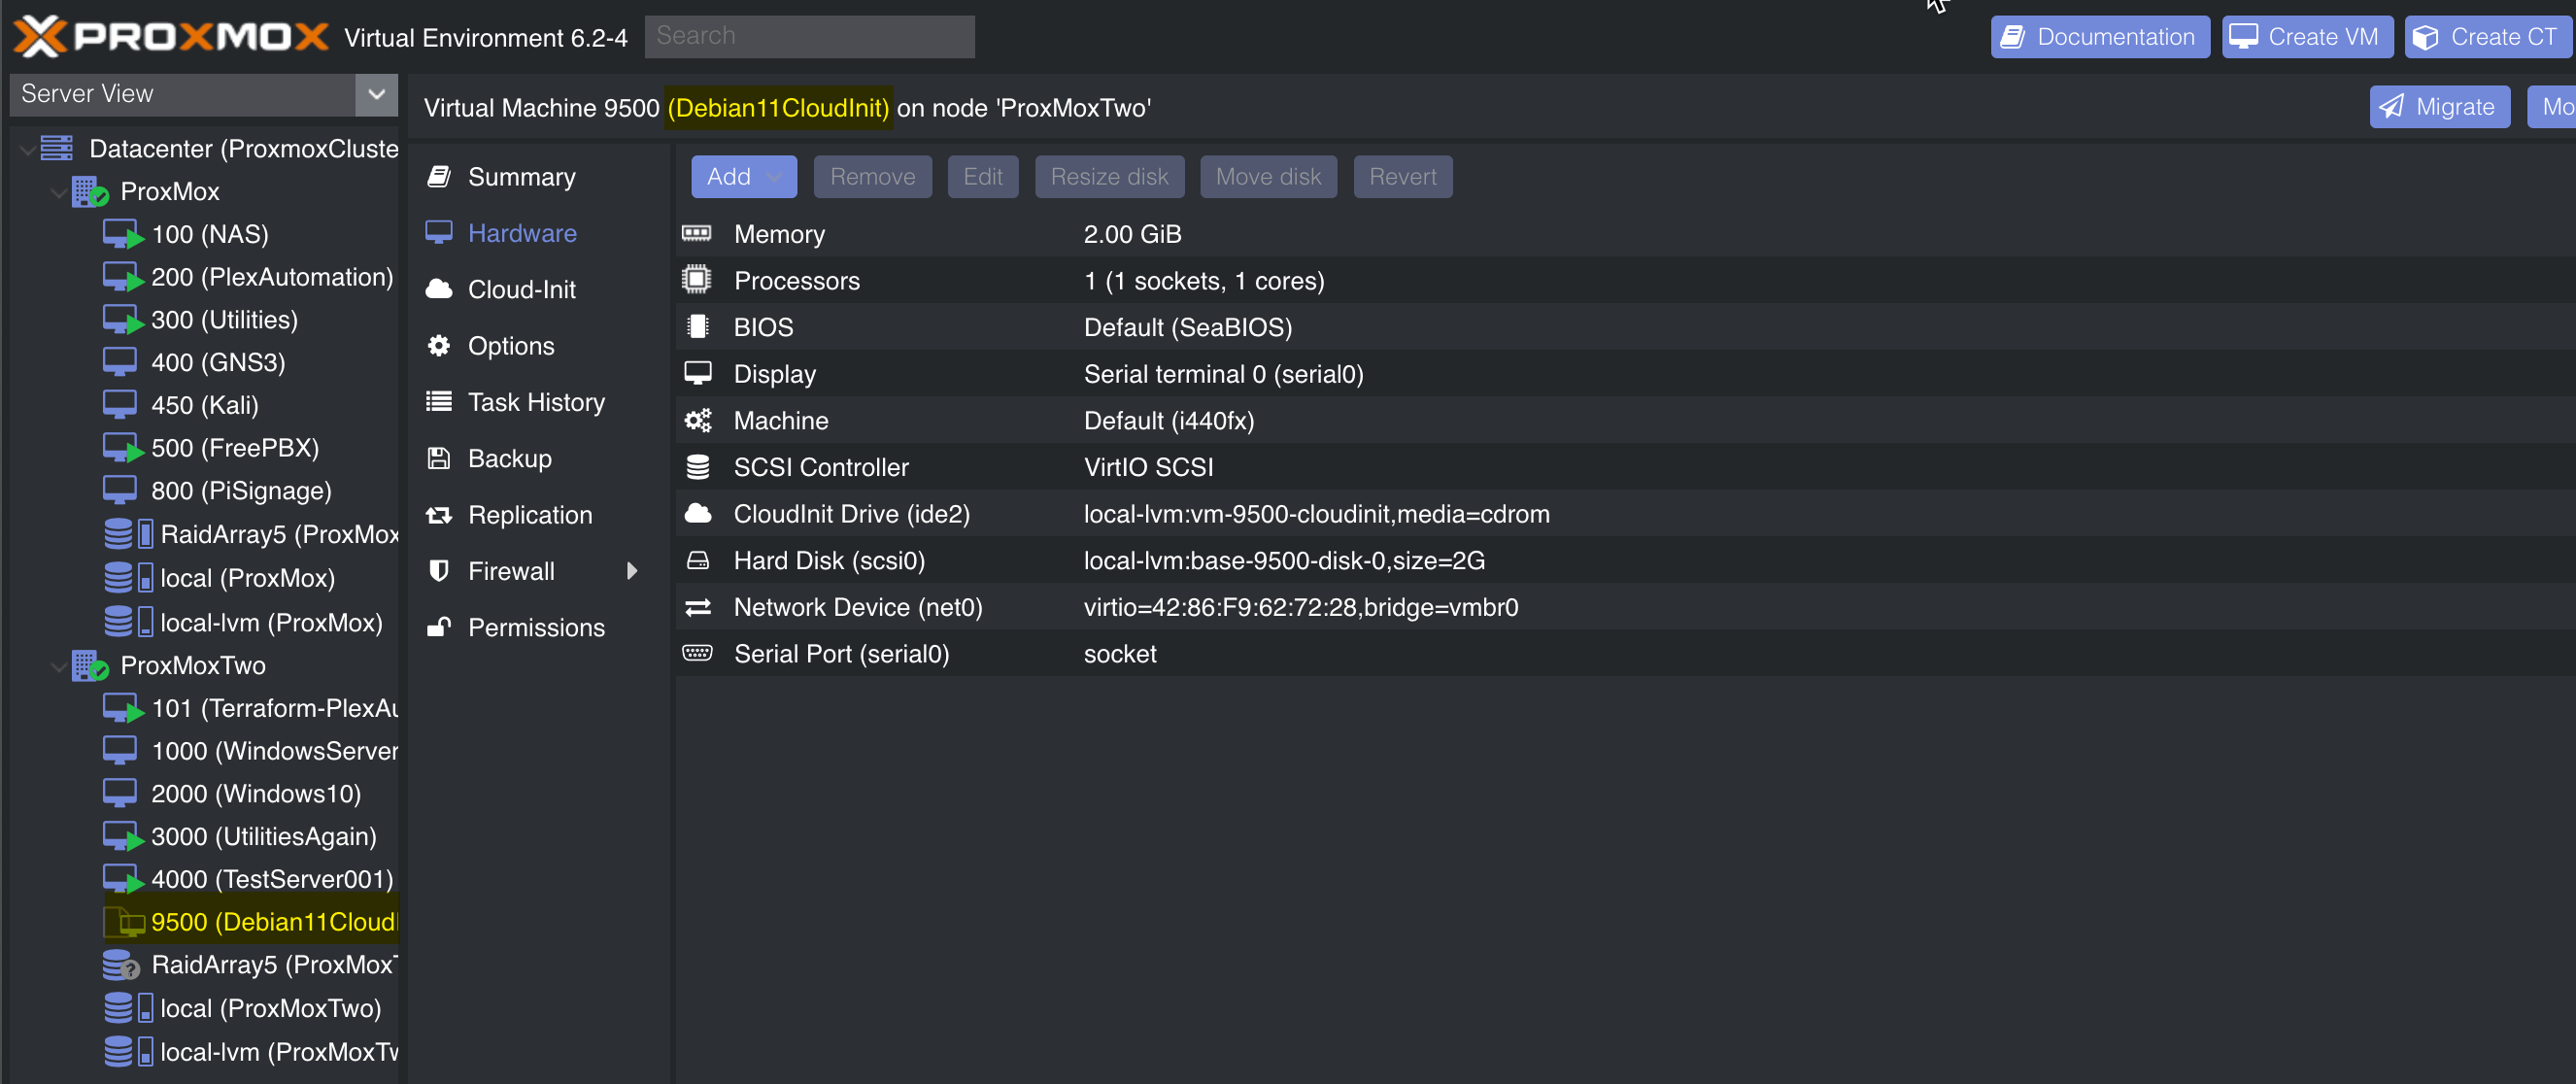 PROXMOX Virtual Environment 6.2-4 Search Documentation Create VM Create CT
Server View
Virtual Machine 9500 (Debian11CloudInit) on node 'ProxMoxTwo' Migrate Mo
Datacenter (ProxmoxCluste
ProxMox
100 (NAS)
200 (PlexAutomation)
300 (Utilities)
400 (GNS3)
450 (Kali)
500 (FreePBX)
800 (PiSignage)
RaidArray5 (ProxMox
local (ProxMox)
local-lvm (ProxMox)
ProxMoxTwo
101 (Terraform-PlexAu
1000 (WindowsServer
2000 (Windows10)
3000 (UtilitiesAgain)
4000 (TestServer001)
9500 (Debian11CloudI
RaidArray5 (ProxMoxT
local (ProxMoxTwo)
local-lvm (ProxMoxTw
Summary
Hardware
Cloud-Init
Options
Task History
Backup
Replication
Firewall
Permissions
Add Remove Edit Resize disk Move disk Revert
Memory 2.00 GiB
Processors 1 (1 sockets, 1 cores)
BIOS Default (SeaBIOS)
Display Serial terminal 0 (serial0)
Machine Default (i440fx)
SCSI Controller VirtIO SCSI
CloudInit Drive (ide2) local-lvm:vm-9500-cloudinit,media=cdrom
Hard Disk (scsi0) local-lvm:base-9500-disk-0,size=2G
Network Device (net0) virtio=42:86:F9:62:72:28,bridge=vmbr0
Serial Port (serial0) socket